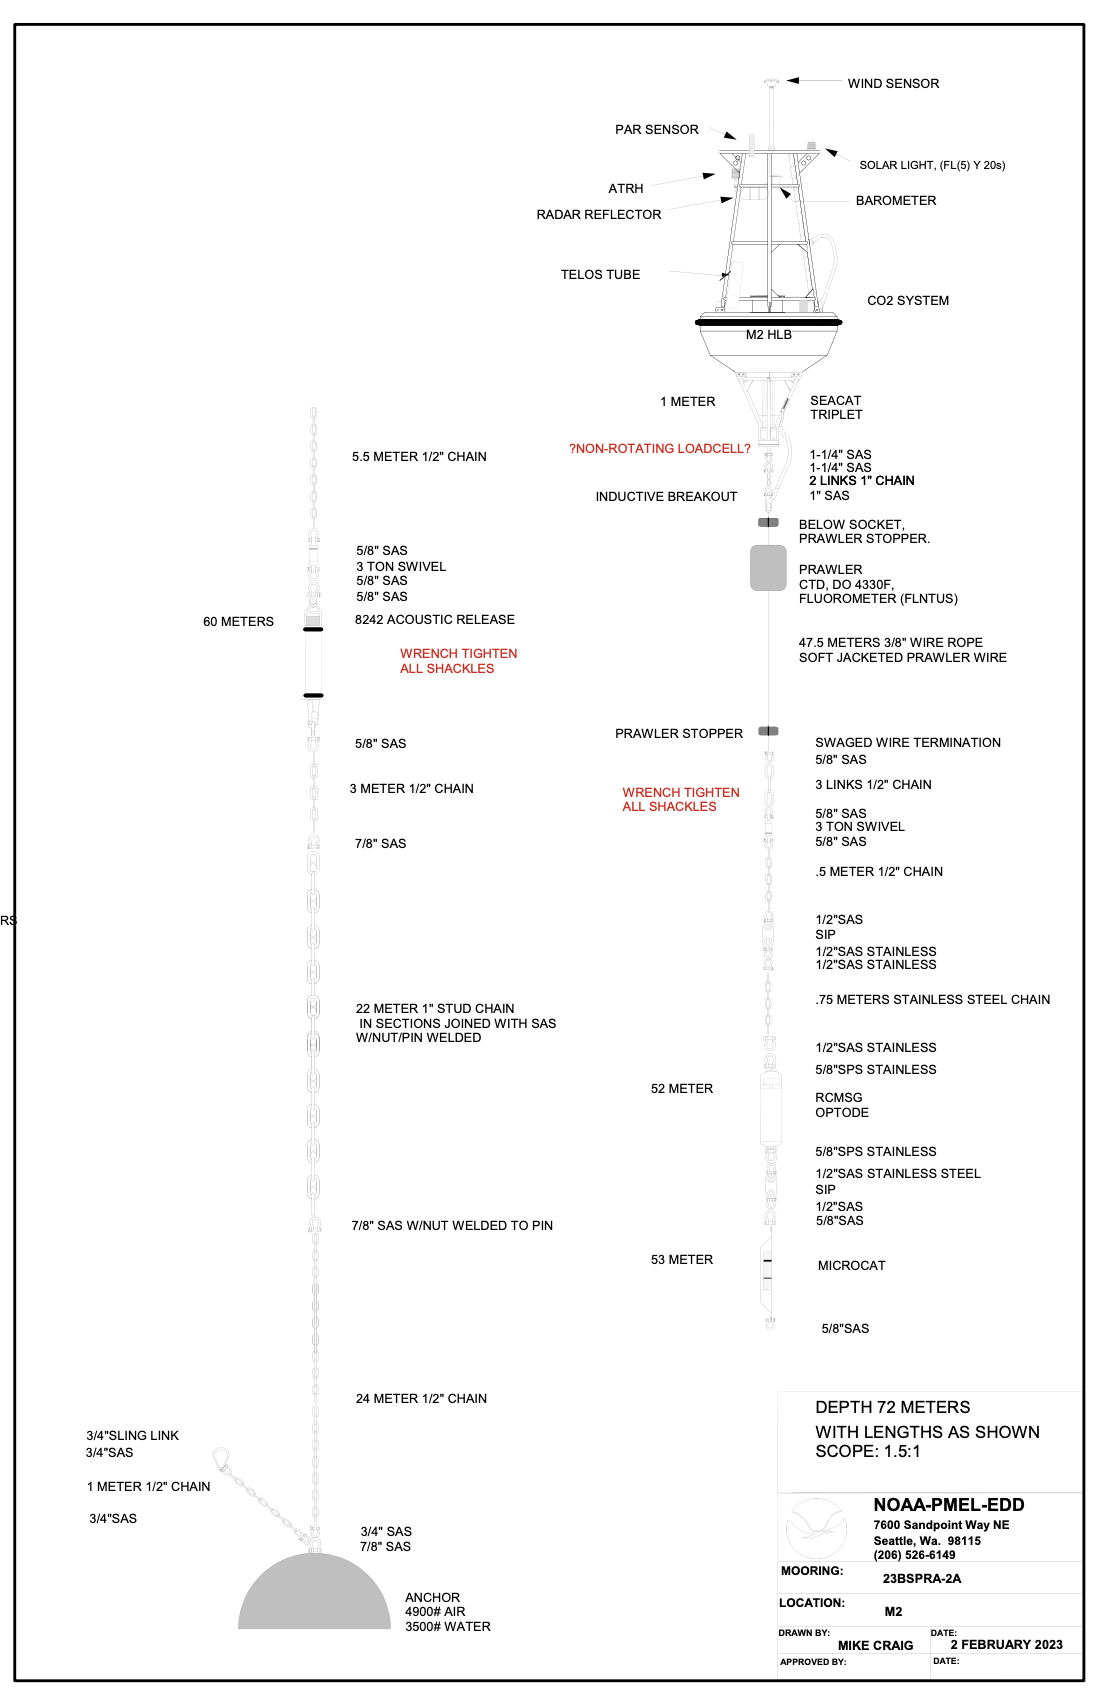 WIND SENSOR
PAR SENSOR
SOLAR LIGHT, (FL(5) Y 20s)
ATRH
BAROMETER
RADAR REFLECTOR
TELOS TUBE
CO2 SYSTEM
M2 HLB
1 METER
SEACAT
TRIPLET
?NON-ROTATING LOADCELL?
1-1/4" SAS
1-1/4" SAS
2 LINKS 1" CHAIN
1" SAS
INDUCTIVE BREAKOUT
BELOW SOCKET,
PRAWLER STOPPER.
PRAWLER
CTD, DO 4330F,
FLUOROMETER (FLNTUS)
47.5 METERS 3/8" WIRE ROPE
SOFT JACKETED PRAWLER WIRE
PRAWLER STOPPER
SWAGED WIRE TERMINATION
5/8" SAS
3 LINKS 1/2" CHAIN
WRENCH TIGHTEN
ALL SHACKLES
5/8" SAS
3 TON SWIVEL
5/8" SAS
.5 METER 1/2" CHAIN
1/2"SAS
SIP
1/2"SAS STAINLESS
1/2"SAS STAINLESS
.75 METERS STAINLESS STEEL CHAIN
1/2"SAS STAINLESS
5/8"SPS STAINLESS
52 METER
RCMSG
OPTODE
5/8"SPS STAINLESS
1/2"SAS STAINLESS STEEL
SIP
1/2"SAS
5/8"SAS
53 METER
MICROCAT
5/8"SAS
5.5 METER 1/2" CHAIN
5/8" SAS
3 TON SWIVEL
5/8" SAS
5/8" SAS
60 METERS
8242 ACOUSTIC RELEASE
WRENCH TIGHTEN
ALL SHACKLES
5/8" SAS
3 METER 1/2" CHAIN
7/8" SAS
RS
22 METER 1" STUD CHAIN
IN SECTIONS JOINED WITH SAS
W/NUT/PIN WELDED
7/8" SAS W/NUT WELDED TO PIN
24 METER 1/2" CHAIN
3/4"SLING LINK
3/4"SAS
1 METER 1/2" CHAIN
3/4"SAS
3/4" SAS
7/8" SAS
ANCHOR
4900# AIR
3500# WATER
DEPTH 72 METERS
WITH LENGTHS AS SHOWN
SCOPE: 1.5:1
NOAA-PMEL-EDD
7600 Sandpoint Way NE
Seattle, Wa. 98115
(206) 526-6149
MOORING: 23BSPRA-2A
LOCATION: M2
DRAWN BY: MIKE CRAIG
DATE: 2 FEBRUARY 2023
APPROVED BY:
DATE: